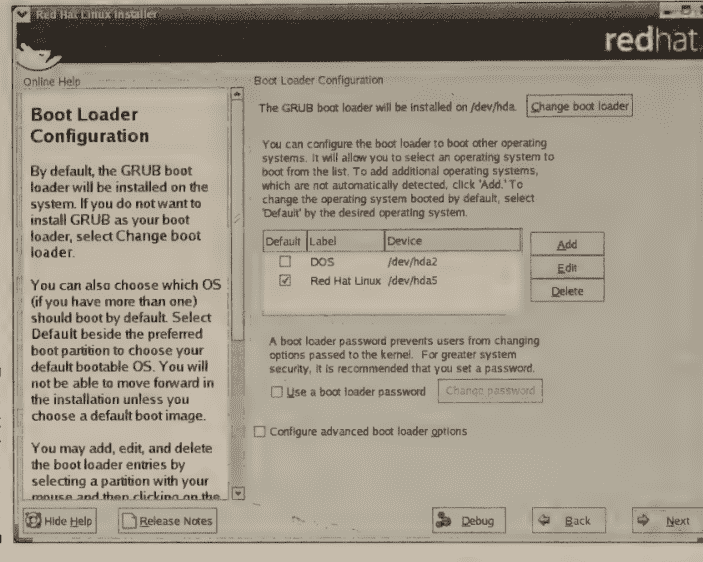 Red Hat Linux Installer
redhat.
Online Help
Boot Loader
Configuration
By default, the GRUB boot
loader will be installed on the
system. If you do not want to
install GRUB as your boot
loader, select Change boot
loader.
You can also choose which OS
(if you have more than one)
should boot by default. Select
Default beside the preferred
boot partition to choose your
default bootable OS. You will
not be able to move forward in
the installation unless you
choose a default boot image.
You may add, edit, and delete
the boot loader entries by
selecting a partition with your
mouse and then clicking on the
Boot Loader Configuration
The GRUB boot loader will be installed on /dev/hda. Change boot loader
You can configure the boot loader to boot other operating
systems. It will allow you to select an operating system to
boot from the list. To add additional operating systems,
which are not automatically detected, click 'Add.' To
change the operating system booted by default, select
'Default' by the desired operating system.
Default Label Device
DOS /dev/hda2
Red Hat Linux /dev/hda5
Add
Edit
Delete
A boot loader password prevents users from changing
options passed to the kernel. For greater system
security, it is recommended that you set a password.
Use a boot loader password Change password
Configure advanced boot loader options
Hide Help Release Notes Debug Back Next